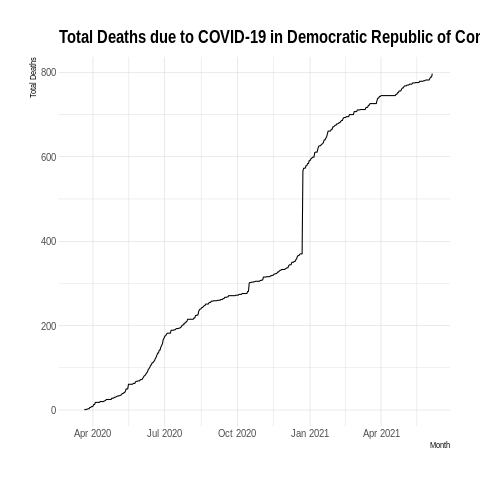 Total Deaths due to COVID-19 in Democratic Republic of
Total Deaths
800
600
400
200
0
Apr 2020 Jul 2020 Oct 2020 Jan 2021 Apr 2021
Month